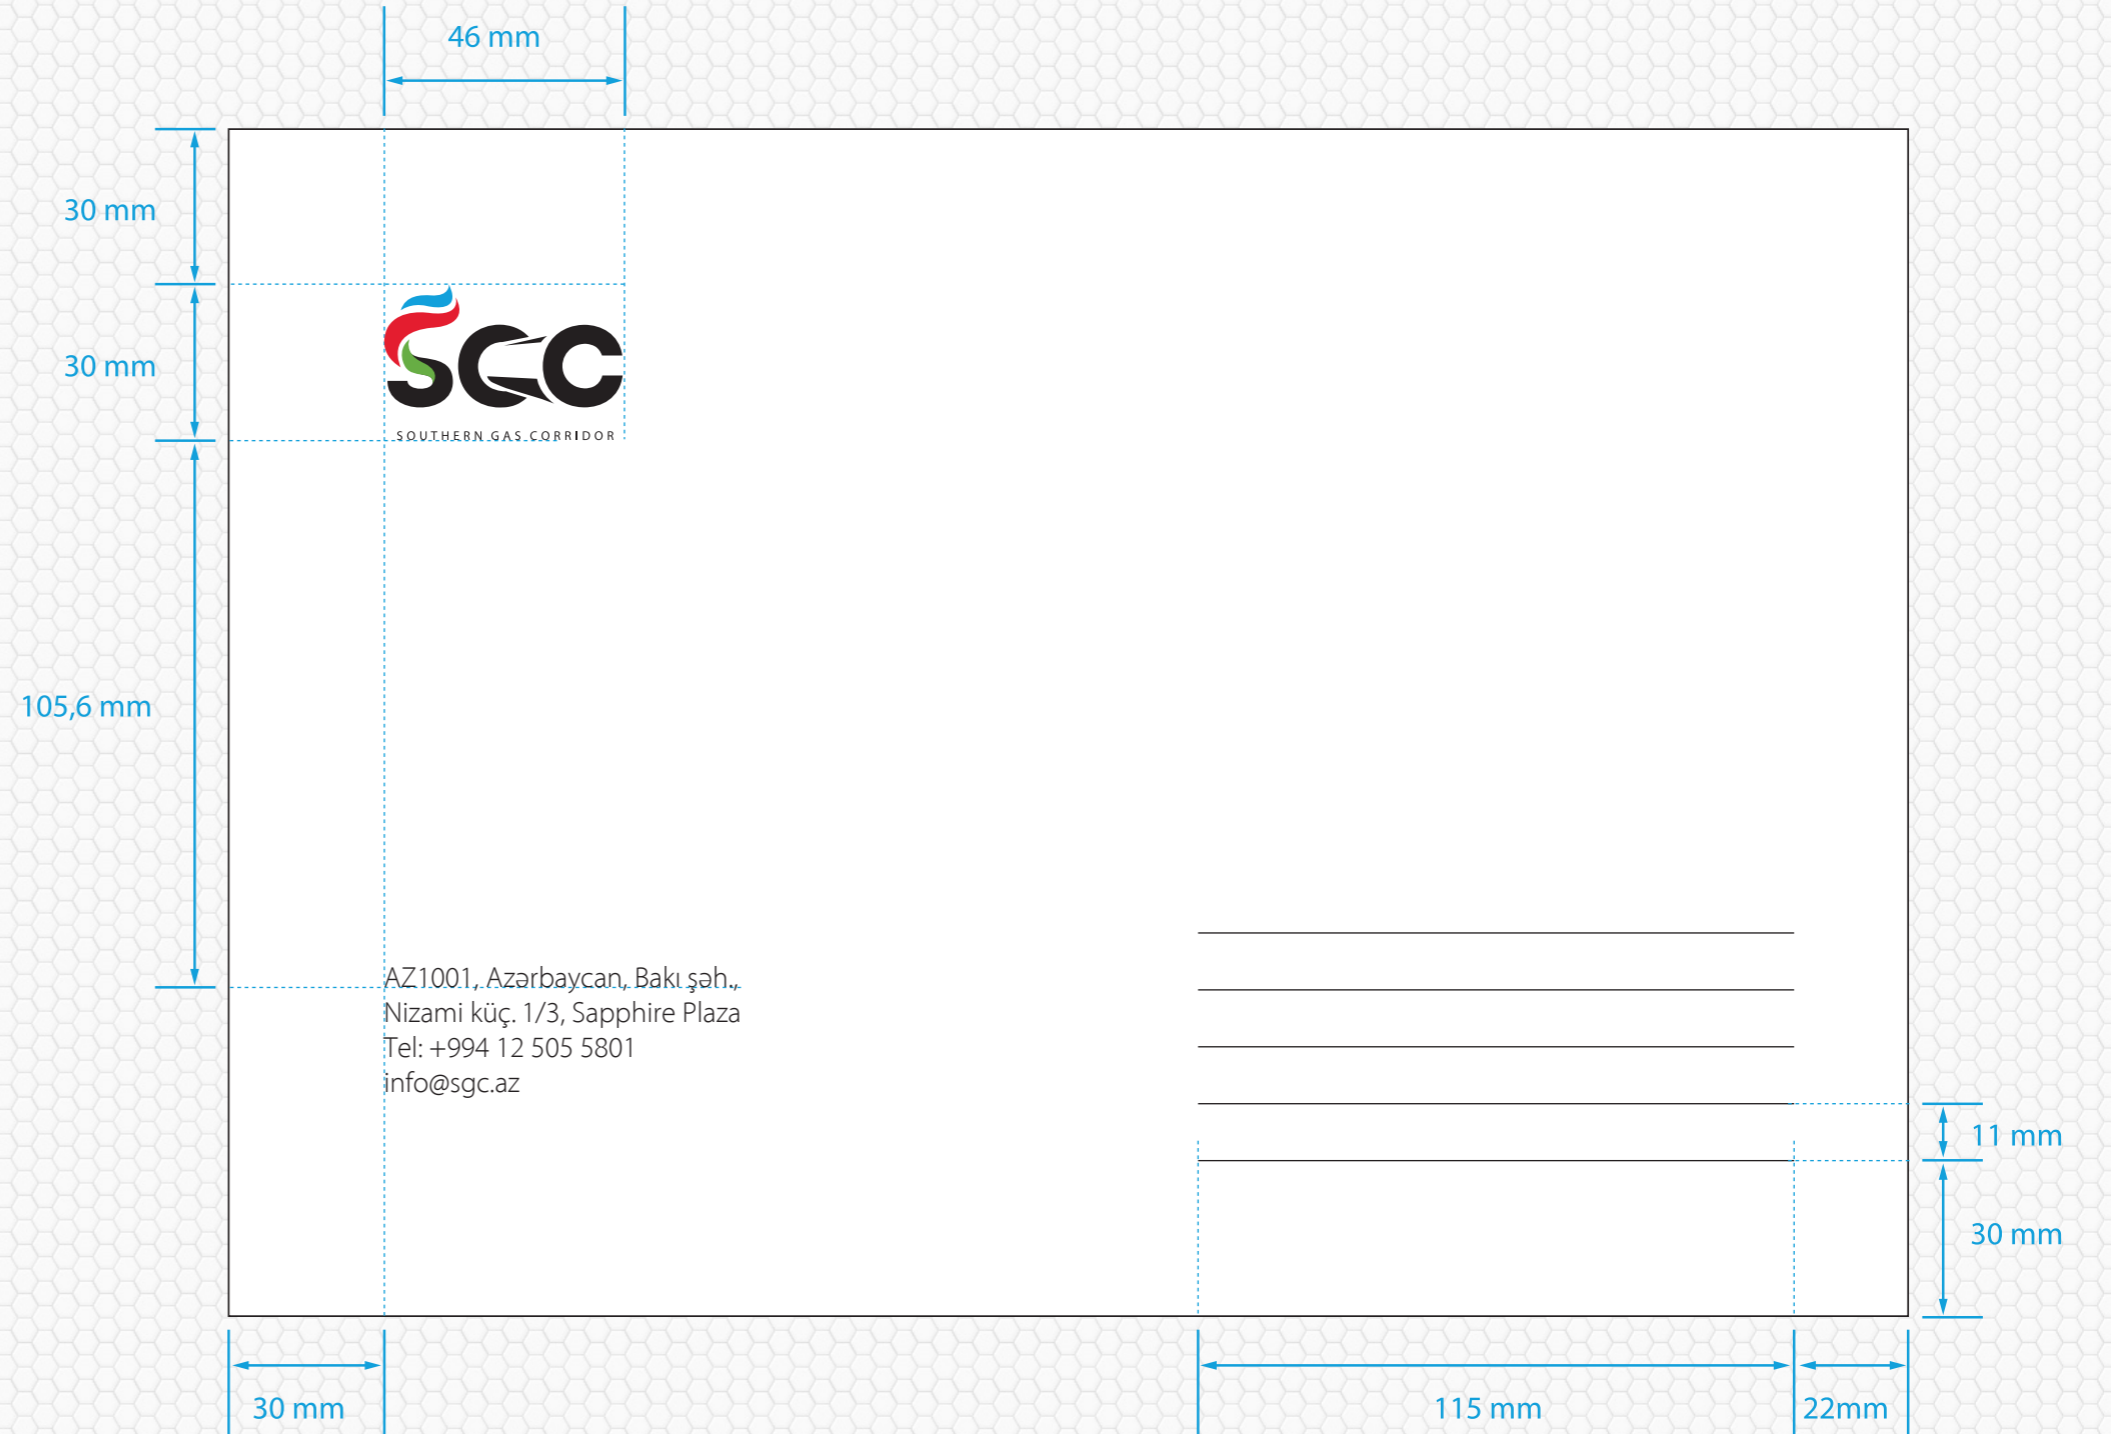 46 mm
30 mm
30 mm
SGC
SOUTHERN GAS CORRIDOR
105,6 mm
AZ1001, Azərbaycan, Bakı şəh.,
Nizami küç. 1/3, Sapphire Plaza
Tel: +994 12 505 5801
info@sgc.az
11 mm
30 mm
30 mm
115 mm
22mm